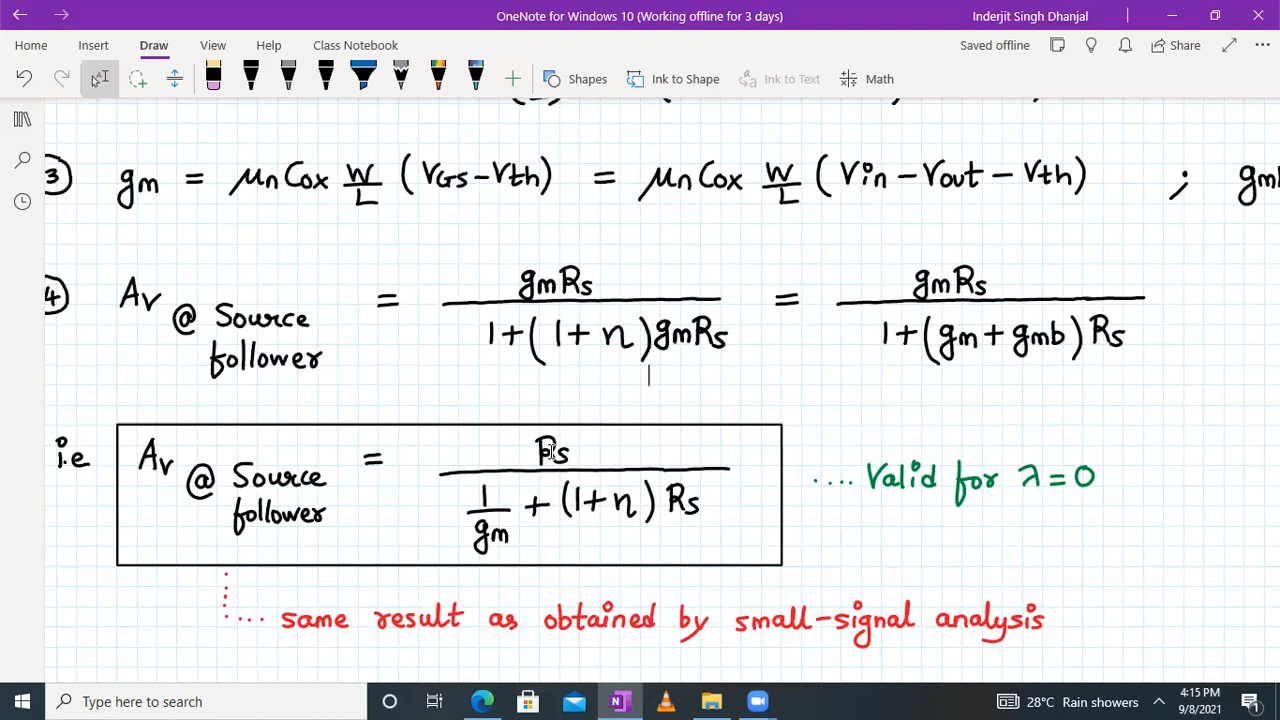 OneNote for Windows 10 (Working offline for 3 days)
Inderjit Singh Dhanjal
Home Insert Draw View Help Class Notebook
Saved offline Share
Shapes Ink to Shape Ink to Text Math
③ gm = μn Cox W/L (VGS - Vth) = μn Cox W/L (Vin - Vout - Vth) ;
④ Av @ Source follower = gmRs / 1+(1+η)gmRs = gmRs / 1+(gm+gmb)Rs
i.e Av @ Source follower = Rs / 1/gm + (1+η) Rs .... Valid for λ=0
... same result as obtained by small-signal analysis
Type here to search
28°C Rain showers
4:15 PM
9/8/2021